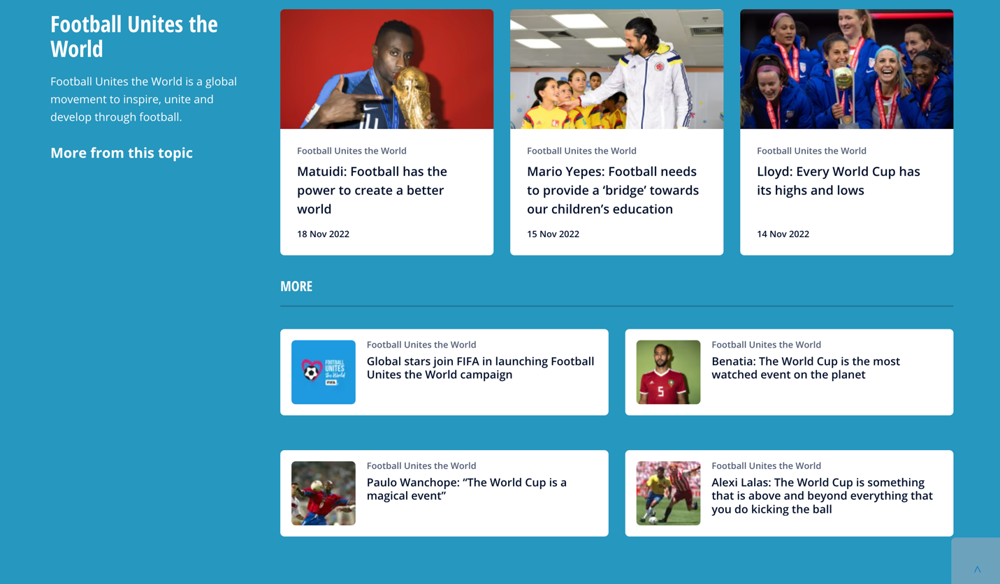 Football Unites the
World
Football Unites the World is a global
movement to inspire, unite and
develop through football.
More from this topic
14
Football Unites the World
Matuidi: Football has the
power to create a better
world
18 Nov 2022
Football Unites the World
Mario Yepes: Football needs
to provide a ‘bridge’ towards
our children’s education
15 Nov 2022
Football Unites the World
Lloyd: Every World Cup has
its highs and lows
14 Nov 2022
MORE
FOOTBALL
UNITES
the World
FIFA
Football Unites the World
Global stars join FIFA in launching Football
Unites the World campaign
5
Football Unites the World
Benatia: The World Cup is the most
watched event on the planet
Football Unites the World
Paulo Wanchope: “The World Cup is a
magical event”
Football Unites the World
Alexi Lalas: The World Cup is something
that is above and beyond everything that
you do kicking the ball